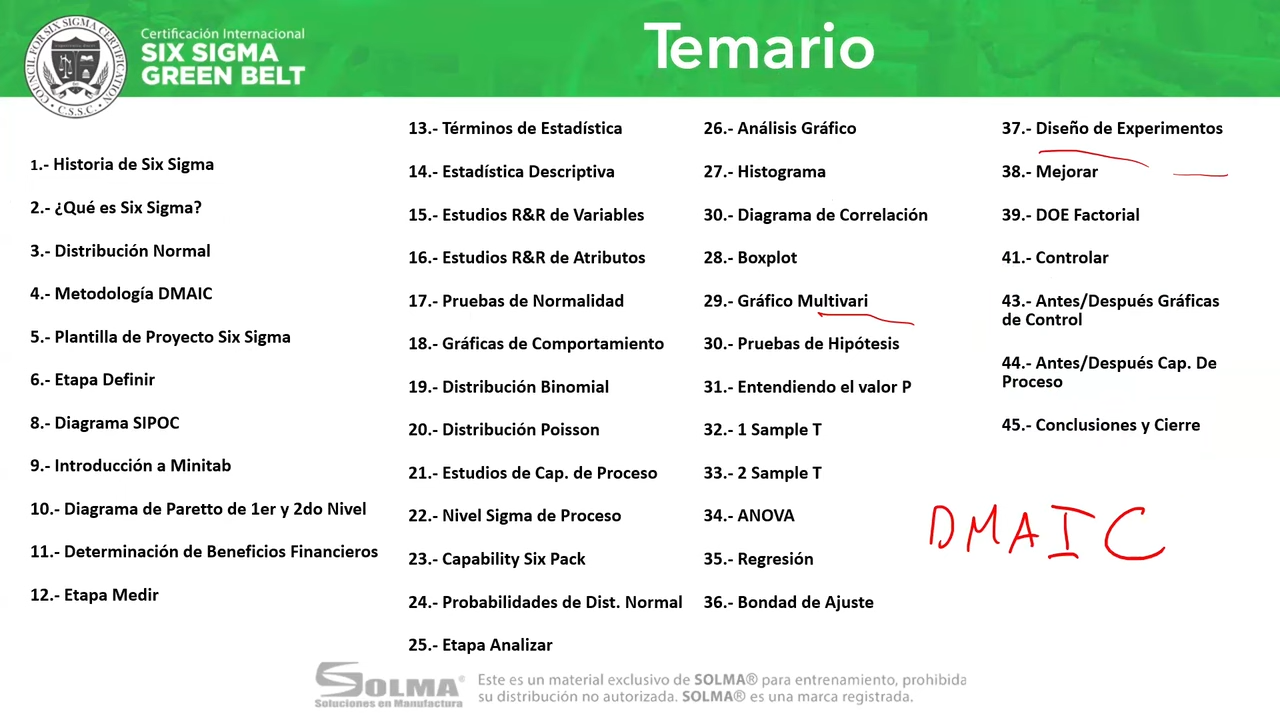 COUNCIL FOR SIX SIGMA CERTIFICATION
C.S.S.C.
Certificación Internacional
SIX SIGMA
GREEN BELT
Temario
1.- Historia de Six Sigma
2.- ¿Qué es Six Sigma?
3.- Distribución Normal
4.- Metodología DMAIC
5.- Plantilla de Proyecto Six Sigma
6.- Etapa Definir
8.- Diagrama SIPOC
9.- Introducción a Minitab
10.- Diagrama de Paretto de 1er y 2do Nivel
11.- Determinación de Beneficios Financieros
12.- Etapa Medir
13.- Términos de Estadística
14.- Estadística Descriptiva
15.- Estudios R&R de Variables
16.- Estudios R&R de Atributos
17.- Pruebas de Normalidad
18.- Gráficas de Comportamiento
19.- Distribución Binomial
20.- Distribución Poisson
21.- Estudios de Cap. de Proceso
22.- Nivel Sigma de Proceso
23.- Capability Six Pack
24.- Probabilidades de Dist. Normal
25.- Etapa Analizar
26.- Análisis Gráfico
27.- Histograma
30.- Diagrama de Correlación
28.- Boxplot
29.- Gráfico Multivari
30.- Pruebas de Hipótesis
31.- Entendiendo el valor P
32.- 1 Sample T
33.- 2 Sample T
34.- ANOVA
35.- Regresión
36.- Bondad de Ajuste
37.- Diseño de Experimentos
38.- Mejorar
39.- DOE Factorial
41.- Controlar
43.- Antes/Después Gráficas
de Control
44.- Antes/Después Cap. De
Proceso
45.- Conclusiones y Cierre
DMAIC
SOLMA®
Soluciones en Manufactura
Este es un material exclusivo de SOLMA® para entrenamiento, prohibida
su distribución no autorizada. SOLMA® es una marca registrada.